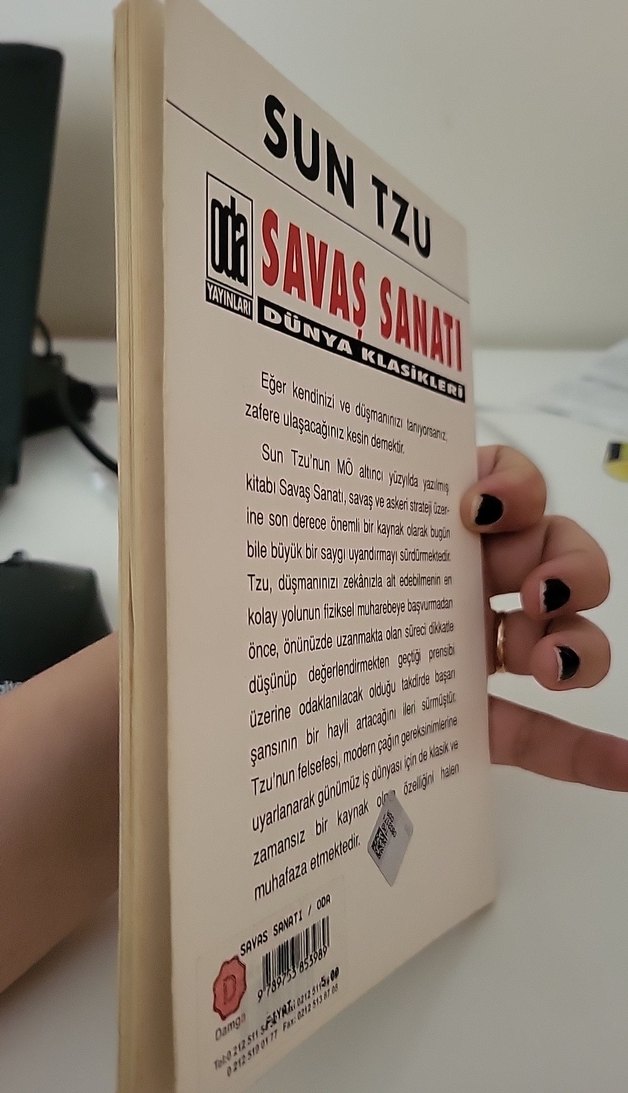 SUN TZU
oda
YAYINLARI
SAVAŞ SANATI
DÜNYA KLASİKLERİ
Eğer kendinizi ve düşmanınızı tanıyorsanız,
zafere ulaşacağınız kesin demektir.
Sun Tzu'nun MÖ altıncı yüzyılda yazılmış
kitabı Savaş Sanatı, savaş ve askeri strateji üzer-
ine son derece önemli bir kaynak olarak bugün
bile büyük bir saygı uyandırmayı sürdürmektedir.
Tzu, düşmanınızı zekânızla alt edebilmenin en
kolay yolunun fiziksel muharebeye başvurmadan
önce, önünüzde uzanmakta olan süreci dikkatle
düşünüp değerlendirmekten geçtiği prensibi
üzerine odaklanılacak olduğu takdirde başarı
şansının bir hayli artacağını ileri sürmüştür.
Tzu'nun felsefesi, modern çağın gereksinimlerine
uyarlanarak günümüz iş dünyası için de klasik ve
zamansız bir kaynak özelliğini halen
muhafaza etmektedir.
SAVAS SANATI / ODA
9 789753 853989
D
Damga